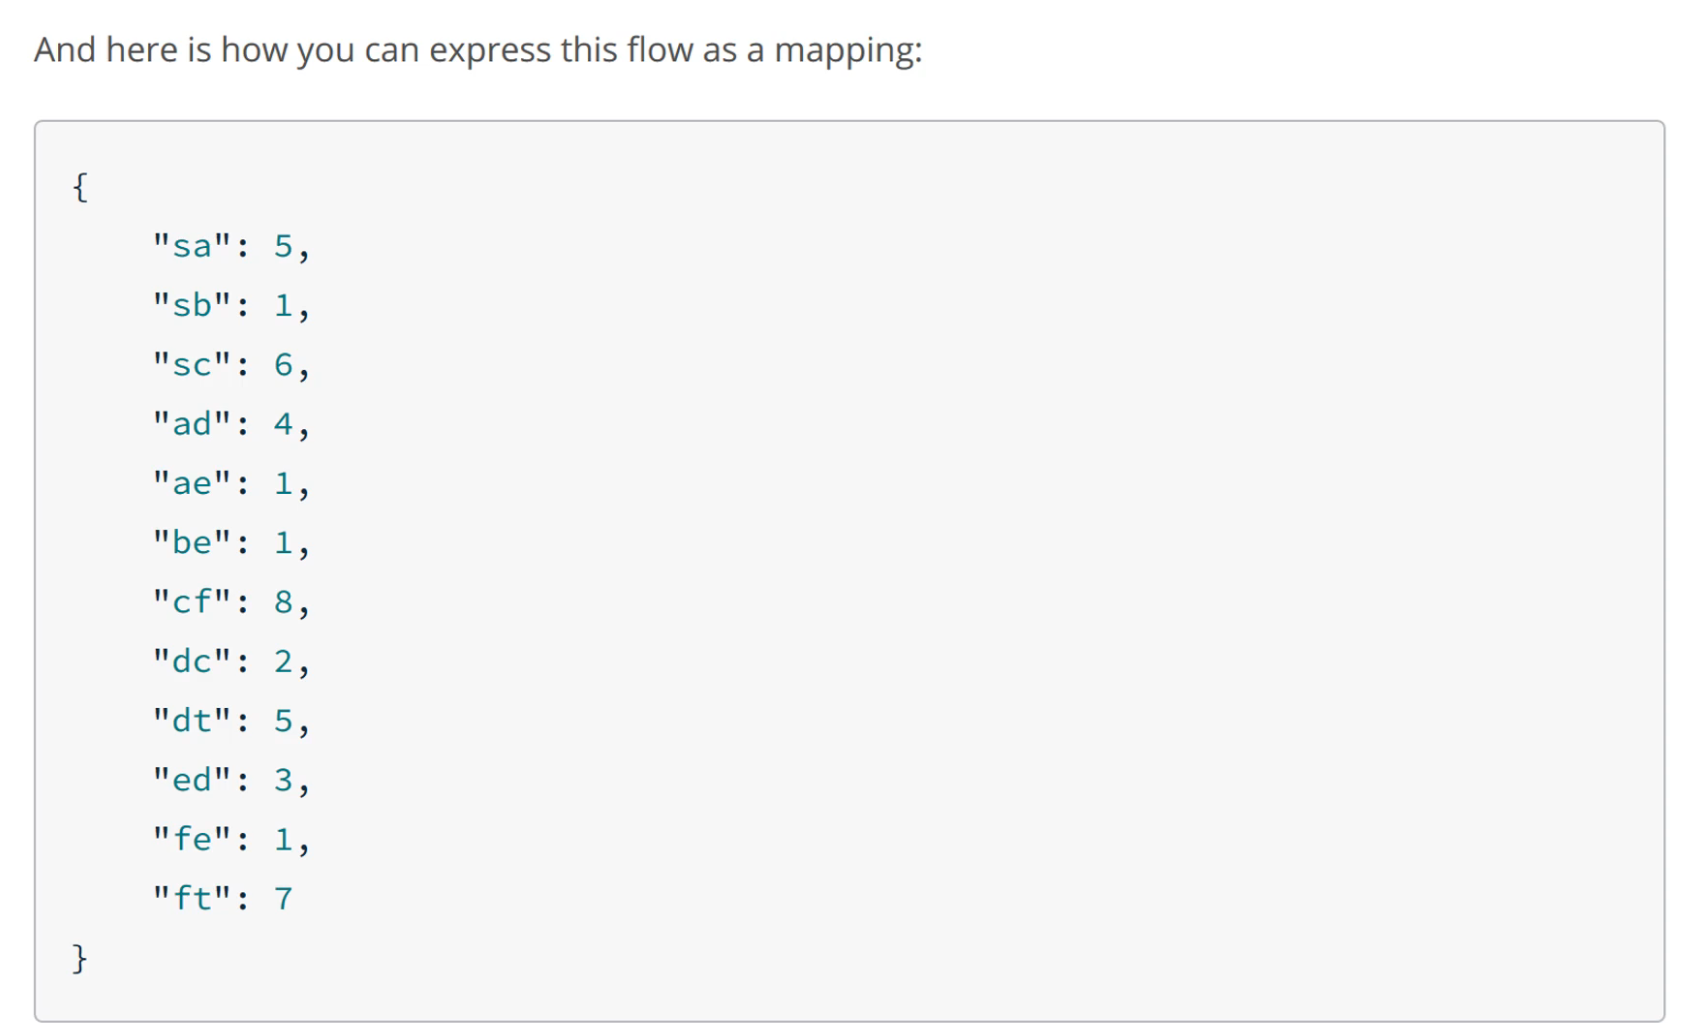 And here is how you can express this flow as a mapping:
{
"sa": 5,
"sb": 1,
"sc": 6,
"ad": 4,
"ae": 1,
"be": 1,
"cf": 8,
"dc": 2,
"dt": 5,
"ed": 3,
"fe": 1,
"ft": 7
}